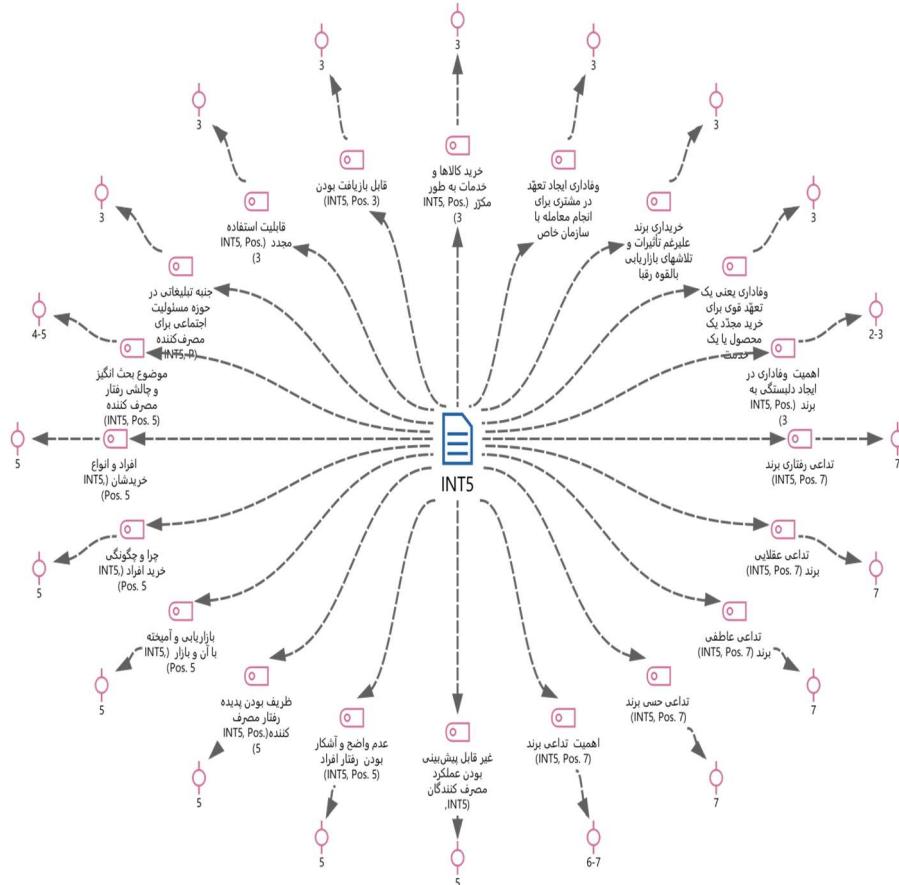 3
3
3
3
3
3
3
4-5
2-3
5
7
5
7
5
7
5
7
5
6-7
5
خرید کالاها و
خدمات به طور
مکرّر (INT5, Pos.
3)
وفاداری ایجاد تعهّد
در مشتری برای
انجام معامله با
سازمان خاص
خریداری برند
علیرغم تأثیرات و
تلاشهای بازاریابی
بالقوه رقبا
وفاداری یعنی یک
تعهّد قوی برای
خرید مجدّد یک
محصول یا یک
خدمت
اهمیت وفاداری در
ایجاد دلبستگی به
برند (INT5, Pos.
3)
تداعی رفتاری برند
(INT5, Pos. 7)
تداعی عقلایی
برند (INT5, Pos. 7)
تداعی عاطفی
برند (INT5, Pos. 7)
تداعی حسی برند
(INT5, Pos. 7)
اهمیت تداعی برند
(INT5, Pos. 7)
غیر قابل پیش‌بینی
بودن عملکرد
مصرف کنندگان
(INT5,
عدم واضح و آشکار
بودن رفتار افراد
(INT5, Pos. 5)
ظریف بودن پدیده
رفتار مصرف
کننده (INT5, Pos.
5)
بازاریابی و آمیخته
با آن و بازار (INT5,
Pos. 5)
چرا و چگونگی
خرید افراد (INT5,
Pos. 5)
افراد و انواع
خریدشان (INT5,
Pos. 5)
موضوع بحث انگیز
و چالشی رفتار
مصرف کننده
(INT5, Pos. 5)
جنبه تبلیغاتی در
حوزه مسئولیت
اجتماعی برای
مصرف‌کننده
(INT5, P
قابلیت استفاده
مجدد (INT5, Pos.
3)
قابل بازیافت بودن
(INT5, Pos. 3)
INT5